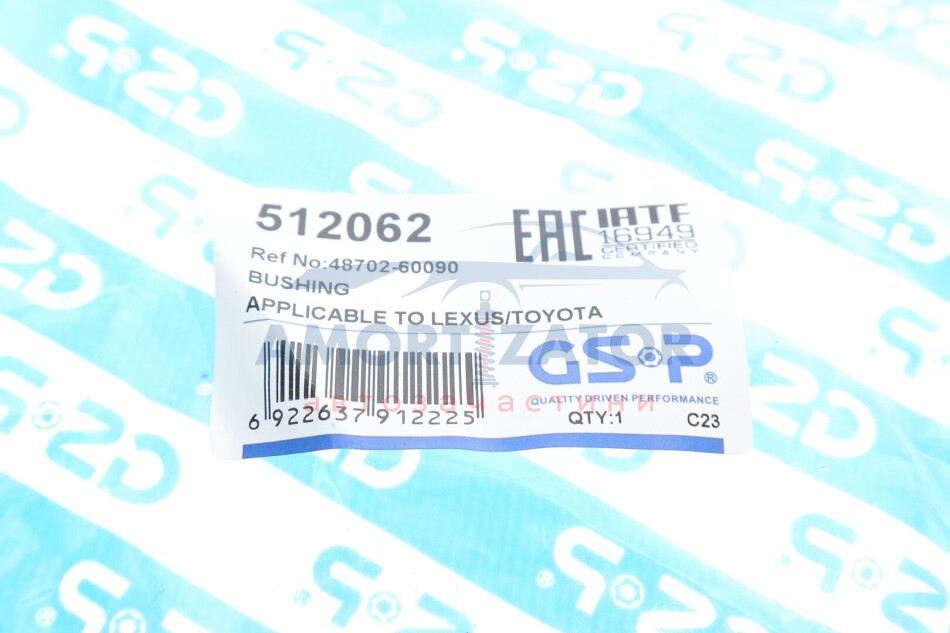 512062
EAC
IATF
16949
CERTIFIED
COMPANY
Ref No:48702-60090
BUSHING
APPLICABLE TO LEXUS/TOYOTA
AMORTIZATOR
автозапчастини
GSP®
QUALITY DRIVEN PERFORMANCE
6 922637 912225
QTY:1
C23